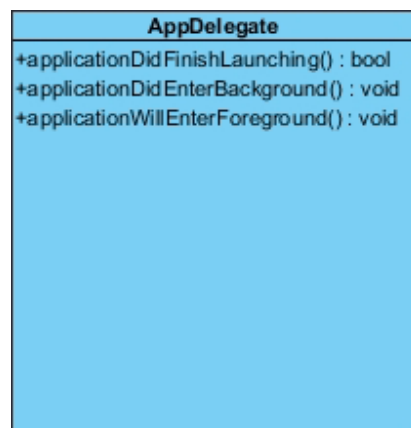 AppDelegate
+applicationDidFinishLaunching() : bool
+applicationDidEnterBackground() : void
+applicationWillEnterForeground() : void